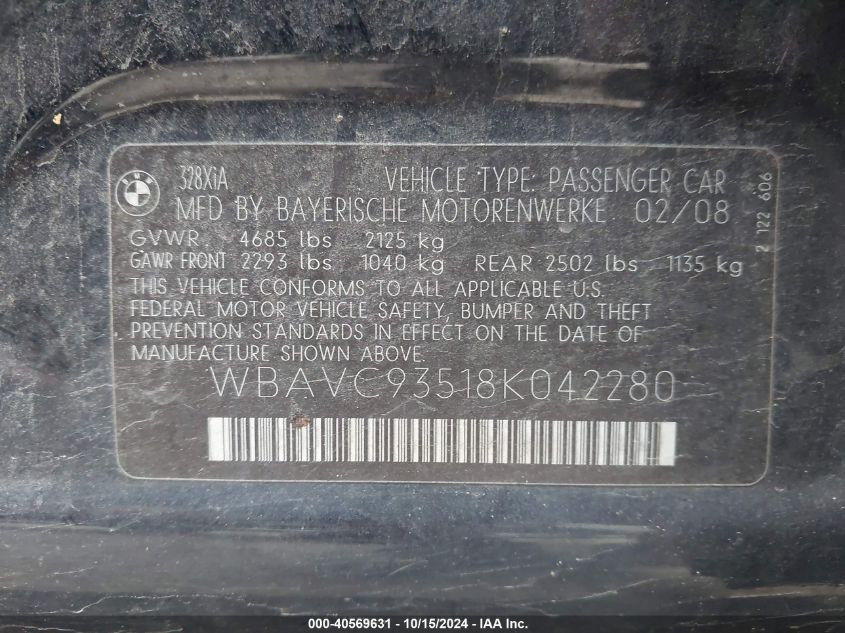 BMW
328XiA VEHICLE TYPE: PASSENGER CAR
MFD BY BAYERISCHE MOTORENWERKE 02/08
GVWR. 4685 lbs 2125 kg
GAWR FRONT 2293 lbs 1040 kg REAR 2502 lbs 1135 kg
THIS VEHICLE CONFORMS TO ALL APPLICABLE U.S.
FEDERAL MOTOR VEHICLE SAFETY, BUMPER AND THEFT
PREVENTION STANDARDS IN EFFECT ON THE DATE OF
MANUFACTURE SHOWN ABOVE.
WBAVC93518K042280
2 122 606
000-40569631 - 10/15/2024 - IAA Inc.